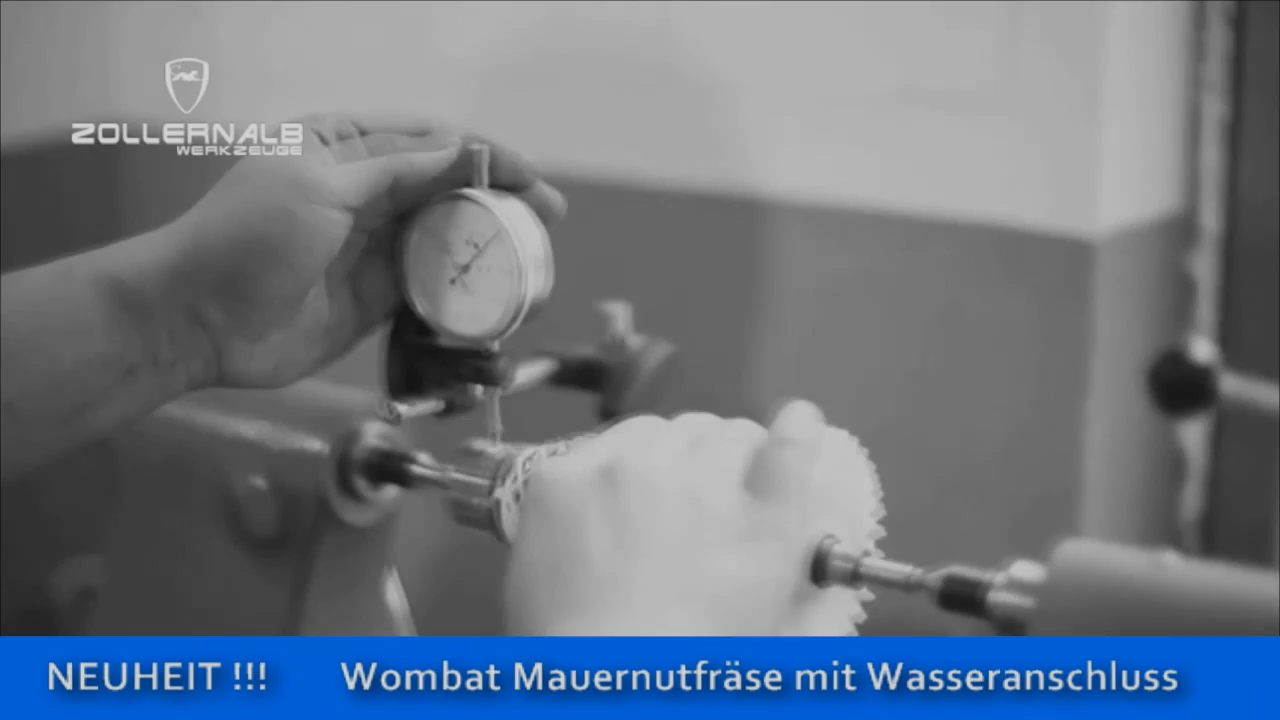 ZOLLERNALB
WERKZEUGE
NEUHEIT !!! Wombat Mauernutfräse mit Wasseranschluss